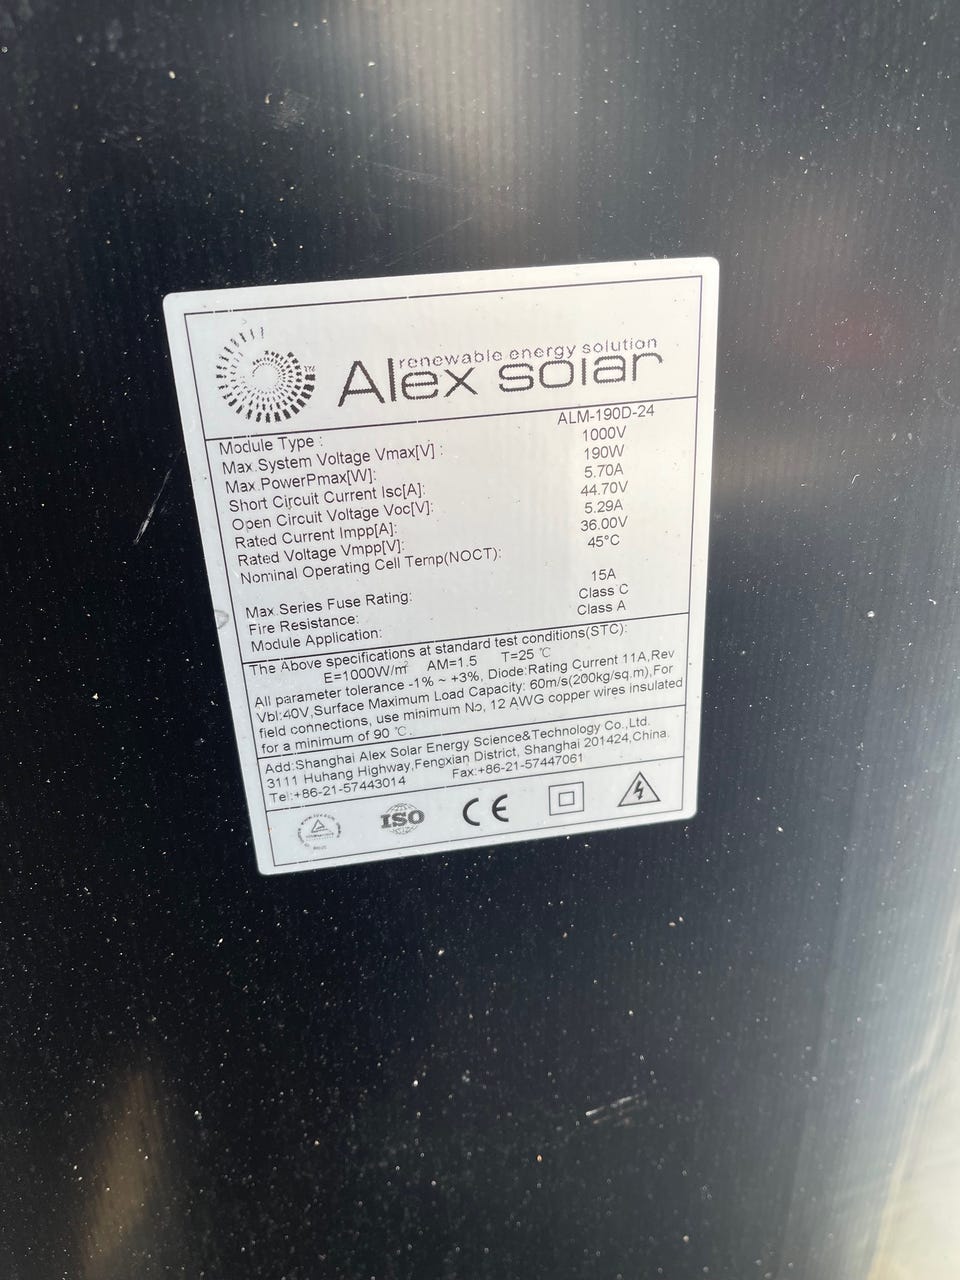 renewable energy solution
Alex solar
TM
Module Type : ALM-190D-24
Max.System Voltage Vmax[V] : 1000V
Max.PowerPmax[W]: 190W
Short Circuit Current Isc[A]: 5.70A
Open Circuit Voltage Voc[V]: 44.70V
Rated Current Impp[A]: 5.29A
Rated Voltage Vmpp[V]: 36.00V
Nominal Operating Cell Temp(NOCT): 45°C
Max.Series Fuse Rating: 15A
Fire Resistance: Class C
Module Application: Class A
The Above specifications at standard test conditions(STC):
E=1000W/m² AM=1.5 T=25 ℃
All parameter tolerance -1% ~ +3%, Diode:Rating Current 11A,Rev
Vbl:40V,Surface Maximum Load Capacity: 60m/s(200kg/sq.m),For
field connections, use minimum No, 12 AWG copper wires insulated
for a minimum of 90 ℃.
Add:Shanghai Alex Solar Energy Science&Technology Co.,Ltd.
3111 Huhang Highway,Fengxian District, Shanghai 201424,China.
Tel:+86-21-57443014 Fax:+86-21-57447061
ISO
CE